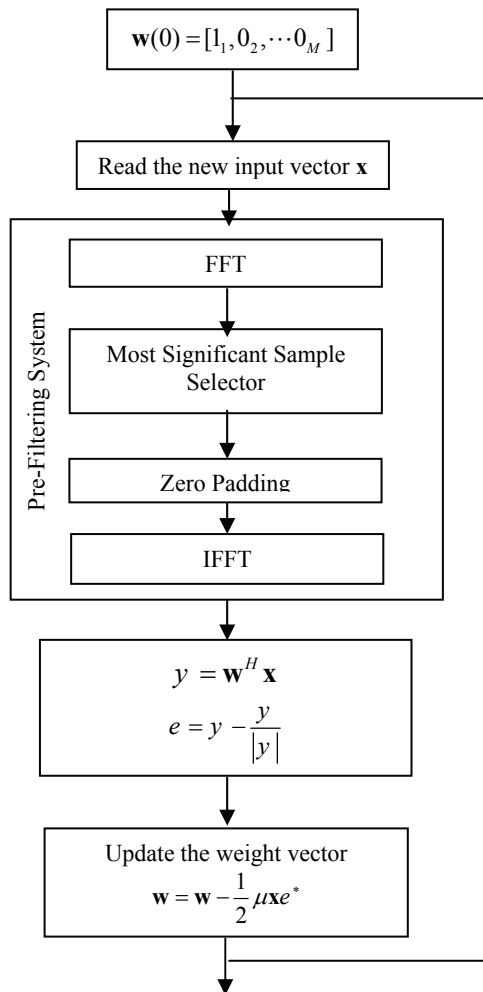 w(0) = [1₁, 0₂, ⋯0_M ]
Read the new input vector x
Pre-Filtering System
FFT
Most Significant Sample
Selector
Zero Padding
IFFT
y = w^H x
e = y − y/|y|
Update the weight vector
w = w − 1/2 μxe*